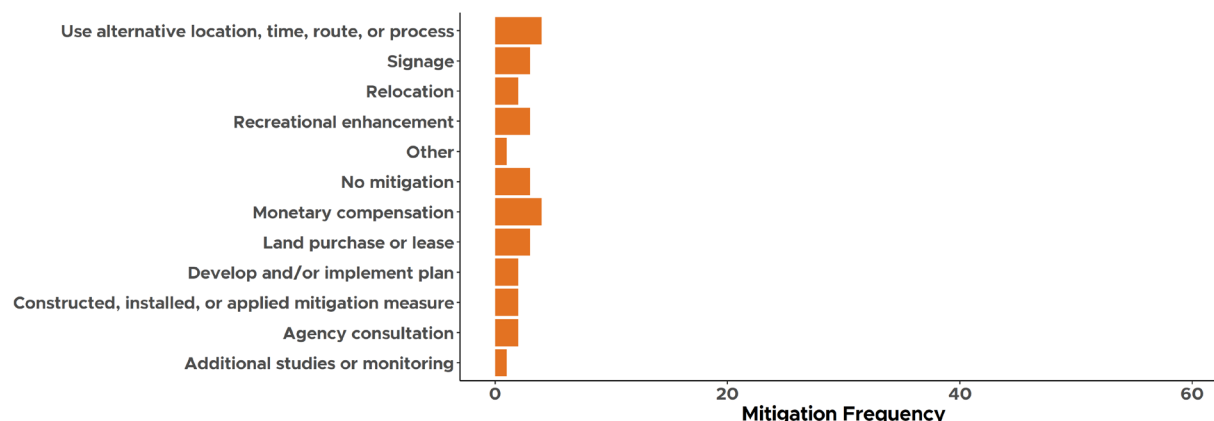 Use alternative location, time, route, or process
Signage
Relocation
Recreational enhancement
Other
No mitigation
Monetary compensation
Land purchase or lease
Develop and/or implement plan
Constructed, installed, or applied mitigation measure
Agency consultation
Additional studies or monitoring
0 20 40 60
Mitigation Frequency